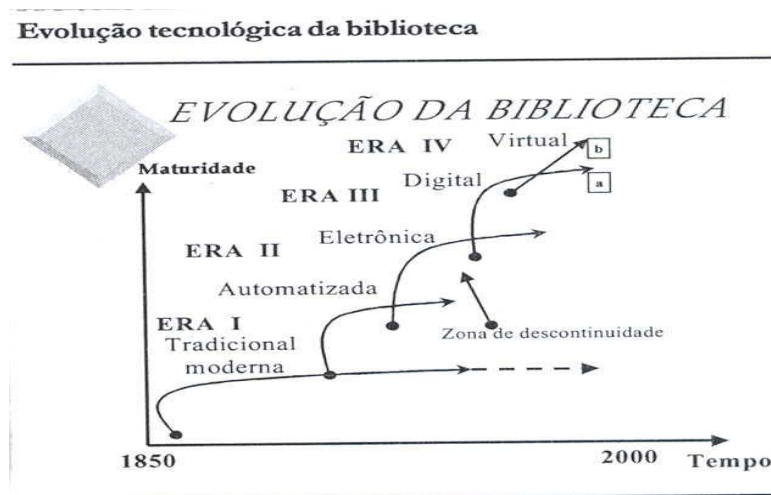 Evolução tecnológica da biblioteca
EVOLUÇÃO DA BIBLIOTECA
ERA IV
Virtual
b
Maturidade
Digital
a
ERA III
Eletrônica
ERA II
Automatizada
ERA I
Zona de descontinuidade
Tradicional
moderna
1850
2000
Tempo